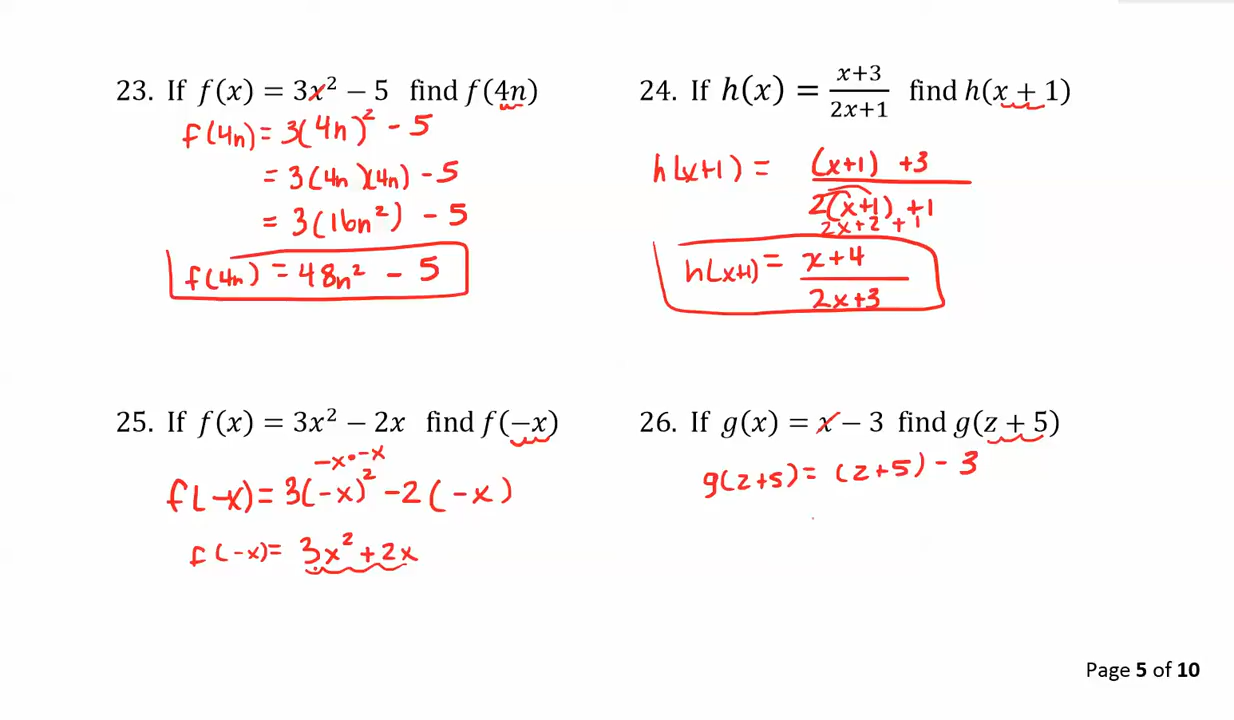 23. If f(x) = 3x² − 5 find f(4n)
f(4n) = 3(4n)² - 5
= 3(4n)(4n) - 5
= 3(16n²) - 5
f(4n) = 48n² - 5
24. If h(x) = x+3 / 2x+1 find h(x + 1)
h(x+1) = (x+1) +3 / 2(x+1) +1
2x+2 +1
h(x+1) = x+4 / 2x+3
25. If f(x) = 3x² − 2x find f(−x)
-x • -x
f(-x) = 3(-x)² -2(-x)
f(-x) = 3x² + 2x
26. If g(x) = x − 3 find g(z + 5)
g(z+5) = (z+5) - 3
Page 5 of 10